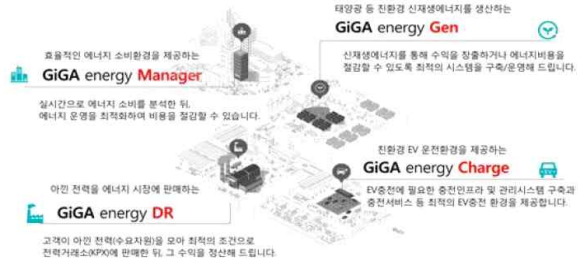 효율적인 에너지 소비환경을 제공하는
GiGA energy Manager
실시간으로 에너지 소비를 분석한 뒤,
에너지 운영을 최적화하여 비용을 절감할 수 있습니다.
태양광 등 친환경 신재생에너지를 생산하는
GiGA energy Gen
신재생에너지를 통해 수익을 창출하거나 에너지비용을
절감할 수 있도록 최적의 시스템을 구축/운영해 드립니다.
아낀 전력을 에너지 시장에 판매하는
GiGA energy DR
고객이 아낀 전력(수요자원)을 모아 최적의 조건으로
전력거래소(KPX)에 판매한 뒤, 그 수익을 정산해 드립니다.
친환경 EV 운전환경을 제공하는
GiGA energy Charge
EV충전에 필요한 충전인프라 및 관리시스템 구축과
충전서비스 등 최적의 EV충전 환경을 제공합니다.